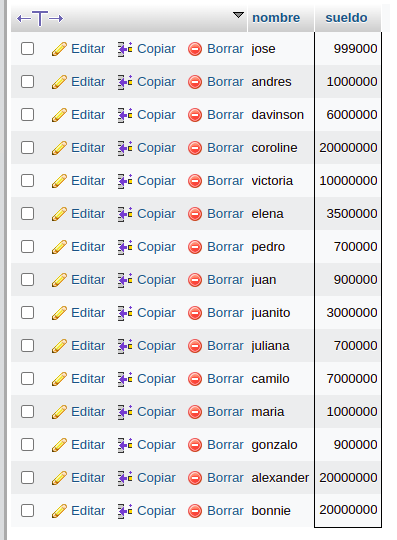 nombre sueldo
Editar Copiar Borrar jose 999000
Editar Copiar Borrar andres 1000000
Editar Copiar Borrar davinson 6000000
Editar Copiar Borrar coroline 20000000
Editar Copiar Borrar victoria 10000000
Editar Copiar Borrar elena 3500000
Editar Copiar Borrar pedro 700000
Editar Copiar Borrar juan 900000
Editar Copiar Borrar juanito 3000000
Editar Copiar Borrar juliana 700000
Editar Copiar Borrar camilo 7000000
Editar Copiar Borrar maria 1000000
Editar Copiar Borrar gonzalo 900000
Editar Copiar Borrar alexander 20000000
Editar Copiar Borrar bonnie 20000000